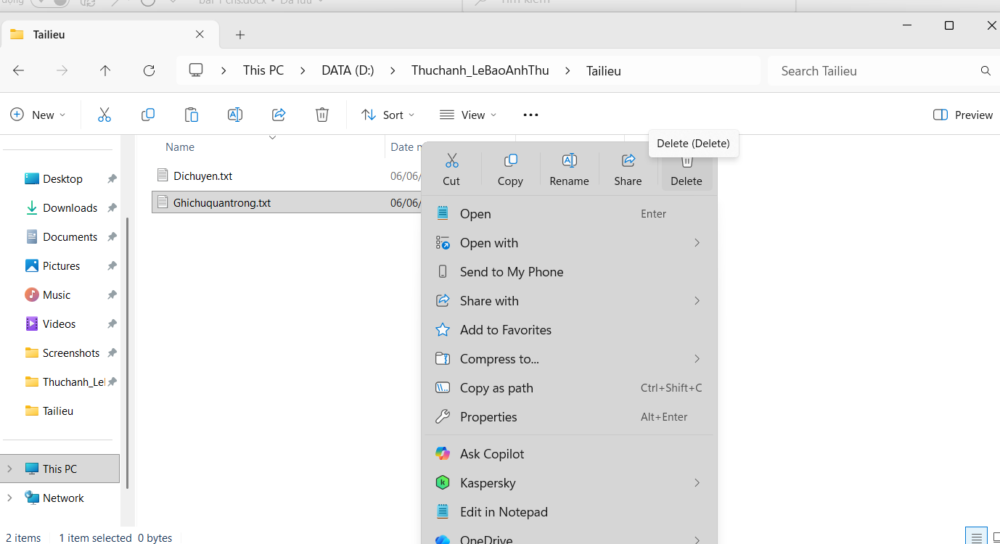 Tailieu
This PC > DATA (D:) > Thuchanh_LeBaoAnhThu > Tailieu
Search Tailieu
New
Sort
View
Preview
Delete (Delete)
Name
Date m
Dichuyen.txt
06/06/
Ghichuquantrong.txt
06/06/
Cut
Copy
Rename
Share
Delete
Open Enter
Open with
Send to My Phone
Share with
Add to Favorites
Compress to...
Copy as path Ctrl+Shift+C
Properties Alt+Enter
Ask Copilot
Kaspersky
Edit in Notepad
OneDrive
Desktop
Downloads
Documents
Pictures
Music
Videos
Screenshots
Thuchanh_Le
Tailieu
This PC
Network
2 items 1 item selected 0 bytes